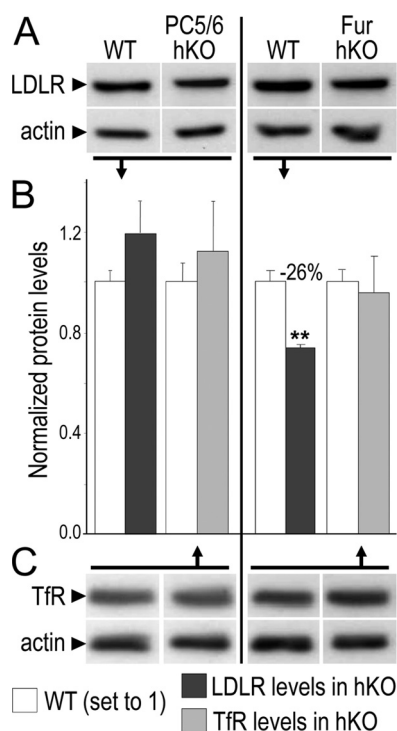 A
WT
PC5/6
hKO
WT
Fur
hKO
LDLR
actin
B
Normalized protein levels
1.2
0.8
0.4
0.0
-26%
**
C
TfR
actin
WT (set to 1)
LDLR levels in hKO
TfR levels in hKO